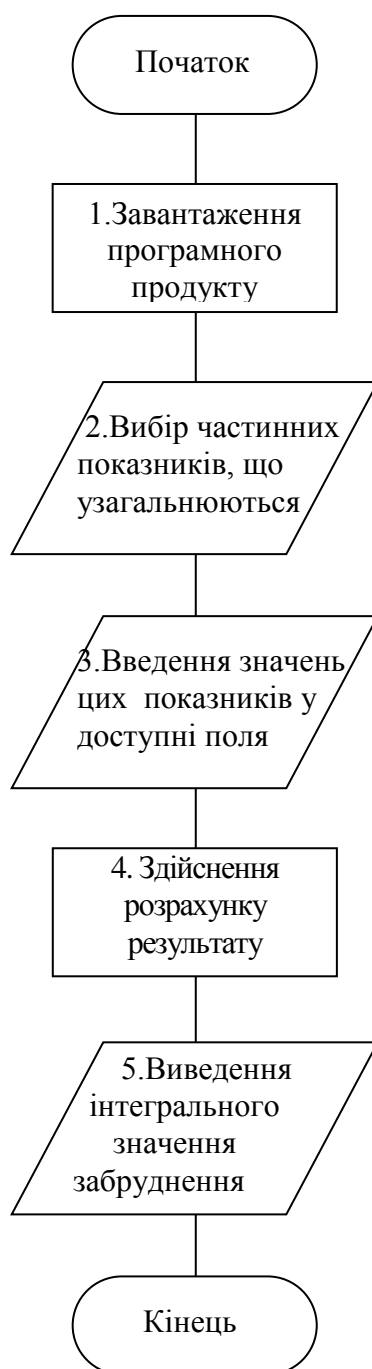 Початок
1.Завантаження
програмного
продукту
2.Вибір частинних
показників, що
узагальнюються
3.Введення значень
цих показників у
доступні поля
4. Здійснення
розрахунку
результату
5.Виведення
інтегрального
значення
забруднення
Кінець